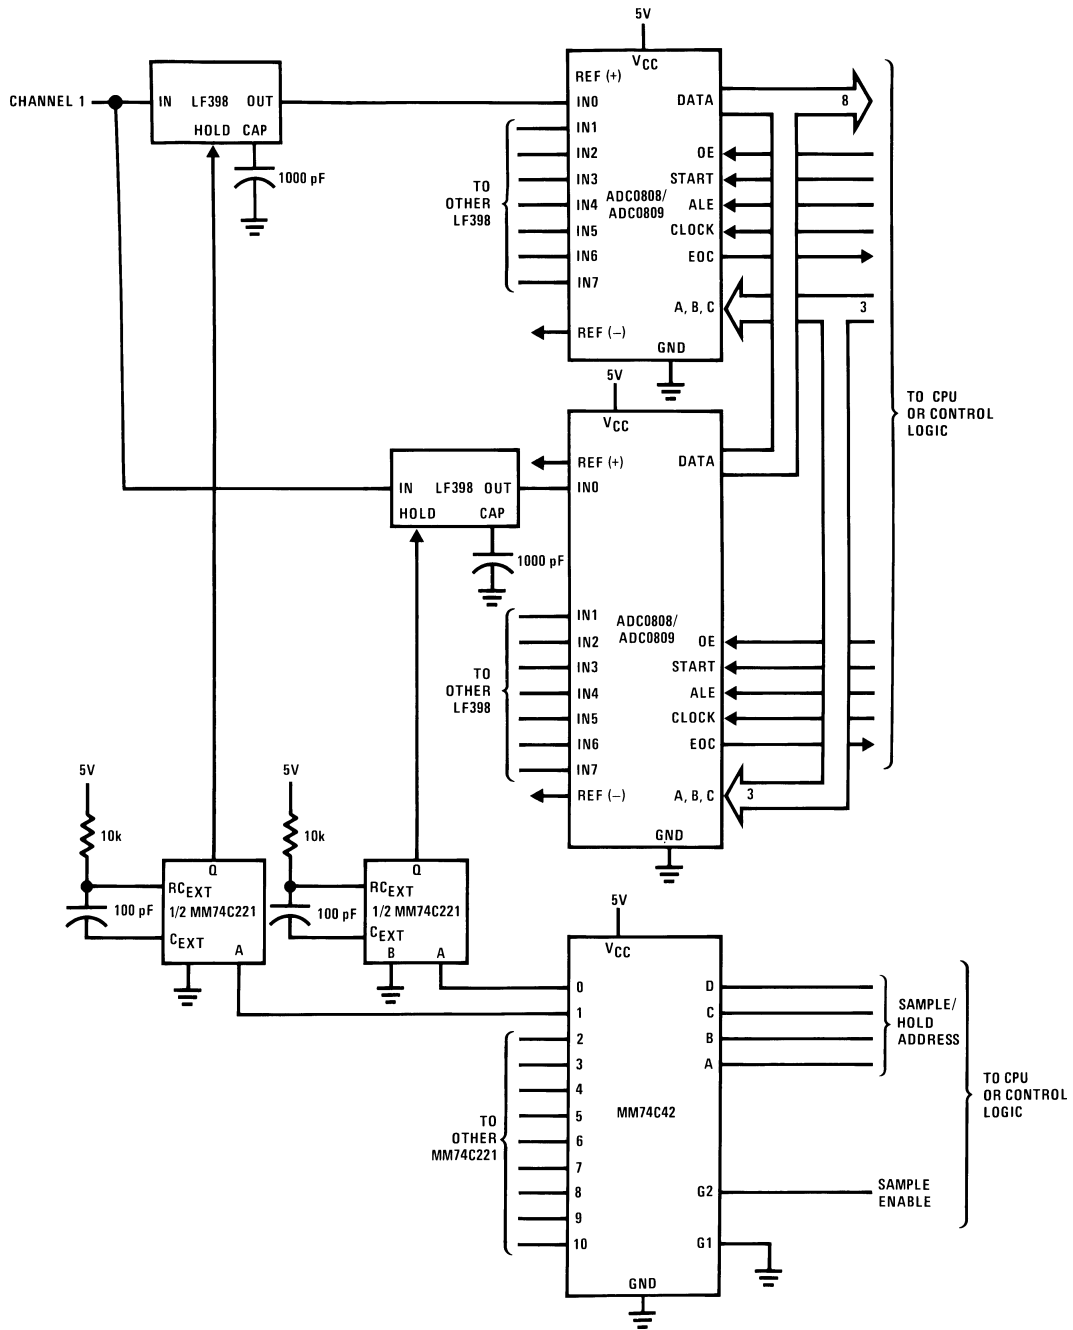 5V
VCC
REF (+)
CHANNEL 1
IN LF398 OUT
HOLD CAP
1000 pF
IN0
IN1
IN2
IN3
IN4
IN5
IN6
IN7
REF (−)
TO
OTHER
LF398
ADC0808/
ADC0809
DATA
OE
START
ALE
CLOCK
EOC
A, B, C
GND
8
3
TO CPU
OR CONTROL
LOGIC
5V
VCC
REF (+)
IN0
DATA
IN LF398 OUT
HOLD CAP
1000 pF
IN1
IN2
IN3
IN4
IN5
IN6
IN7
REF (−)
TO
OTHER
LF398
ADC0808/
ADC0809
OE
START
ALE
CLOCK
EOC
A, B, C
3
GND
5V
10k
100 pF
Q
RCEXT
1/2 MM74C221
CEXT
A
5V
10k
100 pF
Q
RCEXT
1/2 MM74C221
CEXT
B A
5V
VCC
0
1
2
3
4
5
6
7
8
9
10
TO
OTHER
MM74C221
MM74C42
D
C
B
A
G2
G1
GND
SAMPLE/
HOLD
ADDRESS
SAMPLE
ENABLE
TO CPU
OR CONTROL
LOGIC